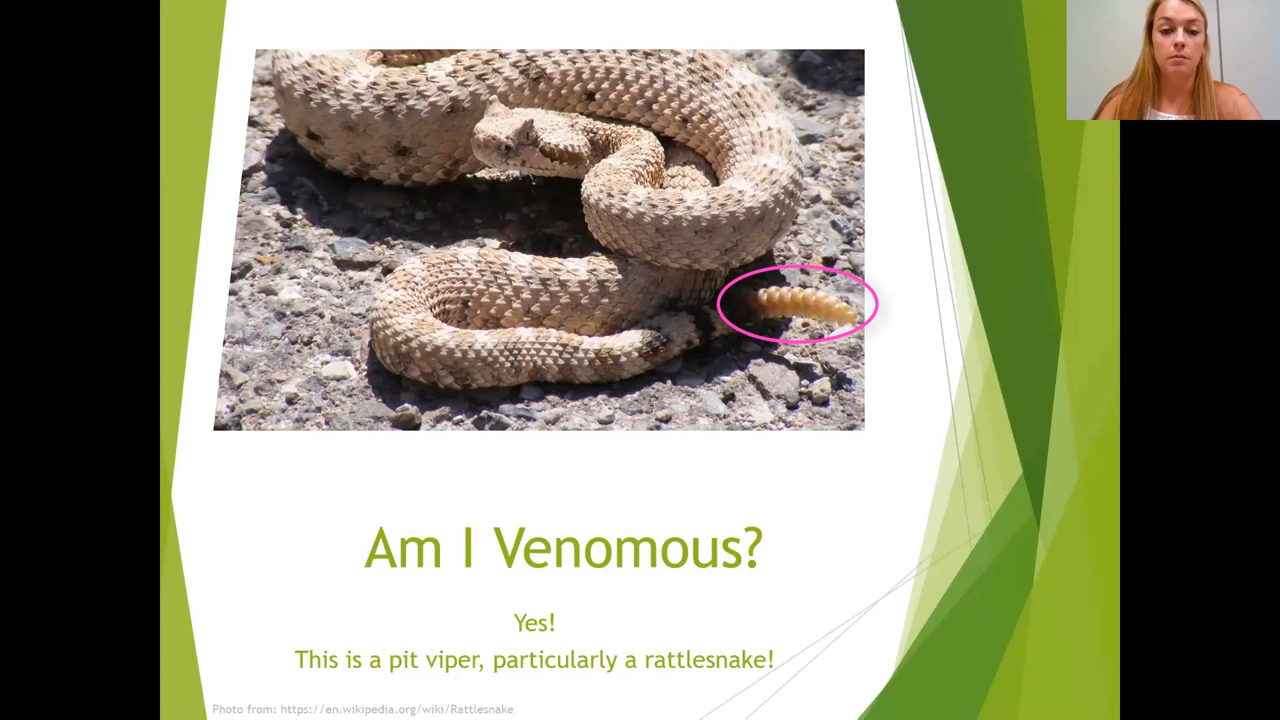 Am I Venomous?
Yes!
This is a pit viper, particularly a rattlesnake!
Photo from: https://en.wikipedia.org/wiki/Rattlesnake